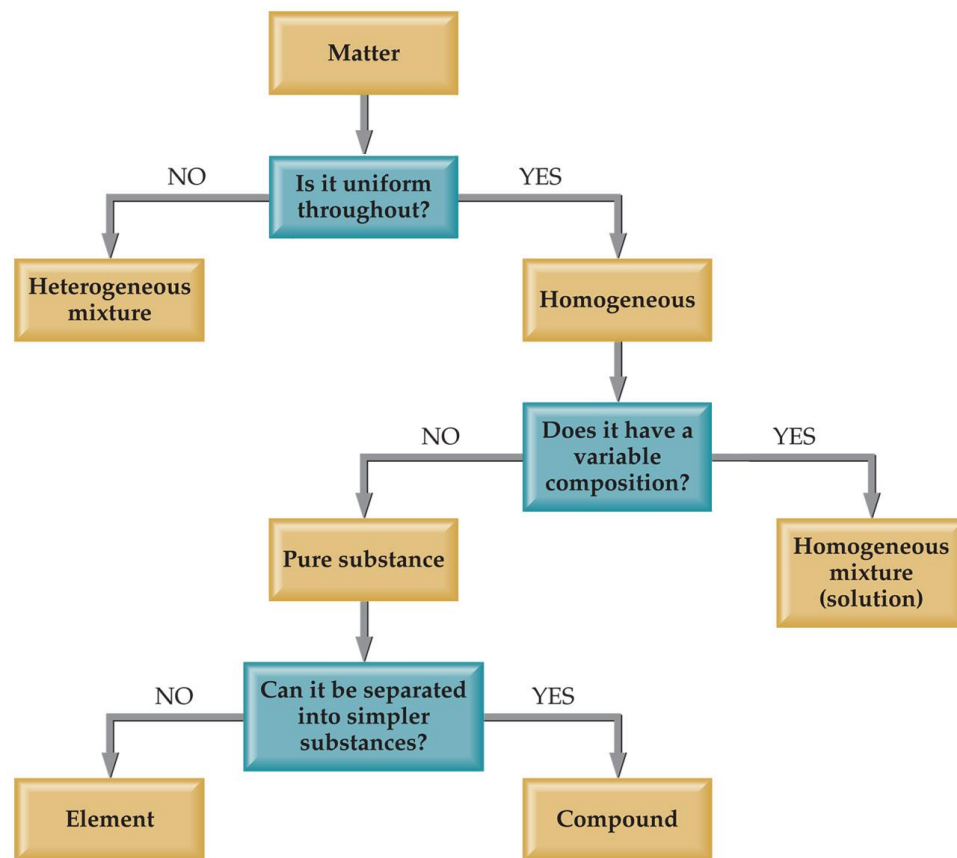 Matter
NO
Is it uniform
throughout?
YES
Heterogeneous
mixture
Homogeneous
NO
Does it have a
variable
composition?
YES
Pure substance
Homogeneous
mixture
(solution)
NO
Can it be separated
into simpler
substances?
YES
Element
Compound